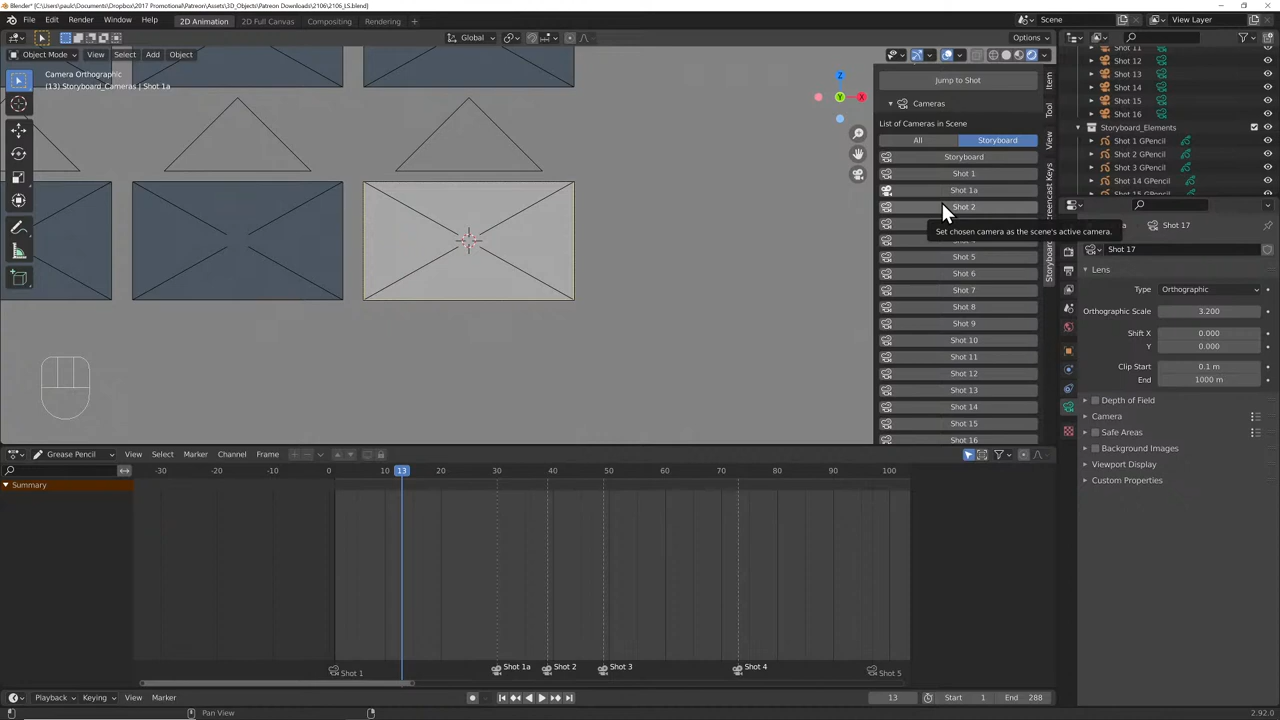 Blender* [C:\Users\paulc\Documents\Dropbox\2017 Patreon\Patreon\Assets\3D_Objects\Patreon Downloads\2106\2106_LS.blend]
File Edit Render Window Help 2D Animation 2D Full Canvas Compositing Rendering Scene View Layer
Global Options
Object Mode View Select Add Object
Camera Orthographic
(13) Storyboard_Cameras | Shot 1a
Z
X
Jump to Shot
Cameras
List of Cameras in Scene
All Storyboard
Storyboard
Shot 1
Shot 1a
Shot 2
Set chosen camera as the scene's active camera.
Shot 5
Shot 6
Shot 7
Shot 8
Shot 9
Shot 10
Shot 11
Shot 12
Shot 13
Shot 14
Shot 15
Shot 16
Item
Tool
View
Screencast Keys
Storyboard
Shot 11
Shot 12
Shot 13
Shot 14
Shot 15
Shot 16
Storyboard_Elements
Shot 1 GPencil
Shot 2 GPencil
Shot 3 GPencil
Shot 14 GPencil
Shot 15 GPencil
Shot 17
Shot 17
Lens
Type Orthographic
Orthographic Scale 3.200
Shift X 0.000
Y 0.000
Clip Start 0.1 m
End 1000 m
Depth of Field
Camera
Safe Areas
Background Images
Viewport Display
Custom Properties
Grease Pencil View Select Marker Channel Frame
-30 -20 -10 0 13 20 30 40 50 60 70 80 90 100
Summary
Shot 1 Shot 1a Shot 2 Shot 3 Shot 4 Shot 5
Playback Keying View Marker 13 Start 1 End 288
Pan View 2.92.0